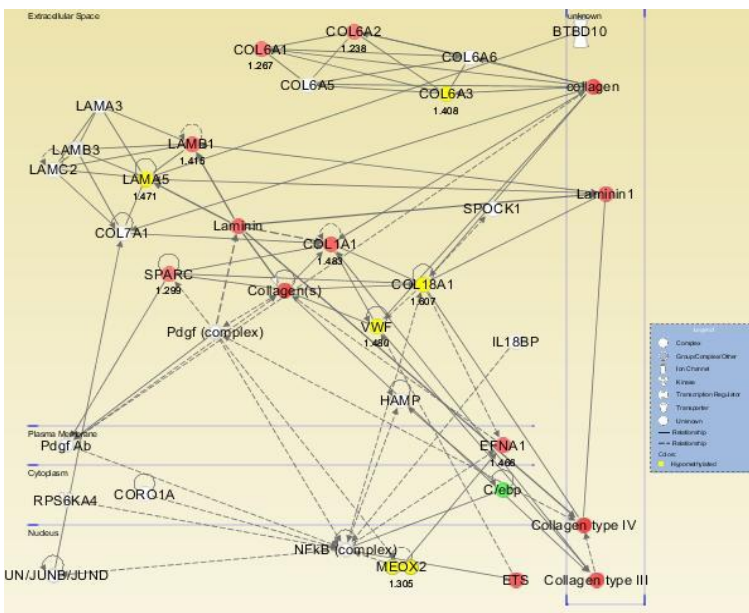 Extracellular Space
unknown
BTBD10
COL6A2
1.238
COL6A1
1.267
COL6A6
COL6A5
COL6A3
1.408
collagen
LAMA3
LAMB3
LAMB1
1.415
LAMC2
LAMA5
1.471
Laminin1
SPOCK1
COL7A1
Laminin
COL1A1
1.483
SPARC
1.299
Collagen(s)
COL18A1
1.607
Pdgf (complex)
VWF
1.480
IL18BP
HAMP
Plasma Membrane
Pdgf Ab
EFNA1
1.466
Cytoplasm
C/ebp
RPS6KA4
CORO1A
Collagen type IV
Nucleus
NFkB (complex)
UN/JUNB/JUND
MEOX2
1.305
ETS
Collagen type III
Legend
Complex
Group/Complex/Other
Ion Channel
Kinase
Transcription Regulator
Transporter
Unknown
Relationship
Relationship
Colors:
Hypomethylated